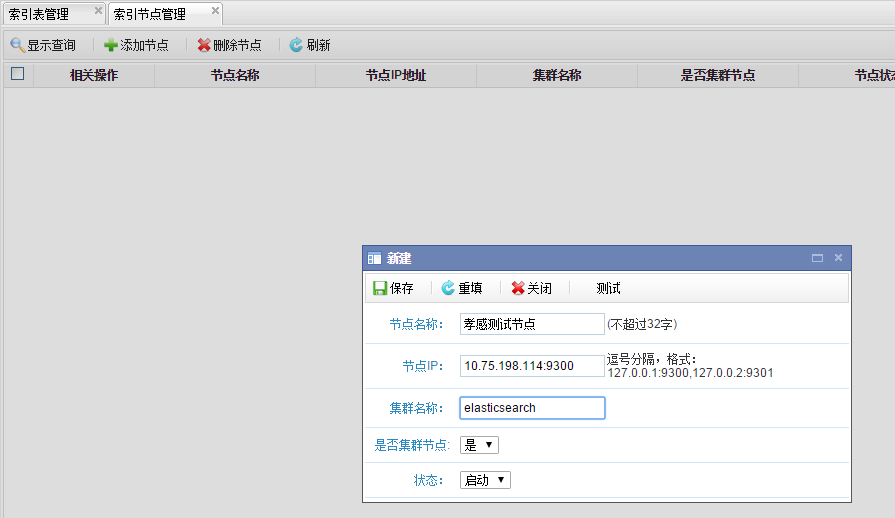 索引表管理 索引节点管理
显示查询 添加节点 删除节点 刷新
相关操作 节点名称 节点IP地址 集群名称 是否集群节点 节点状
新建
保存 重填 关闭 测试
节点名称： 孝感测试节点 (不超过32字)
节点IP： 10.75.198.114:9300 逗号分隔，格式：
127.0.0.1:9300,127.0.0.2:9301
集群名称： elasticsearch
是否集群节点: 是
状态： 启动